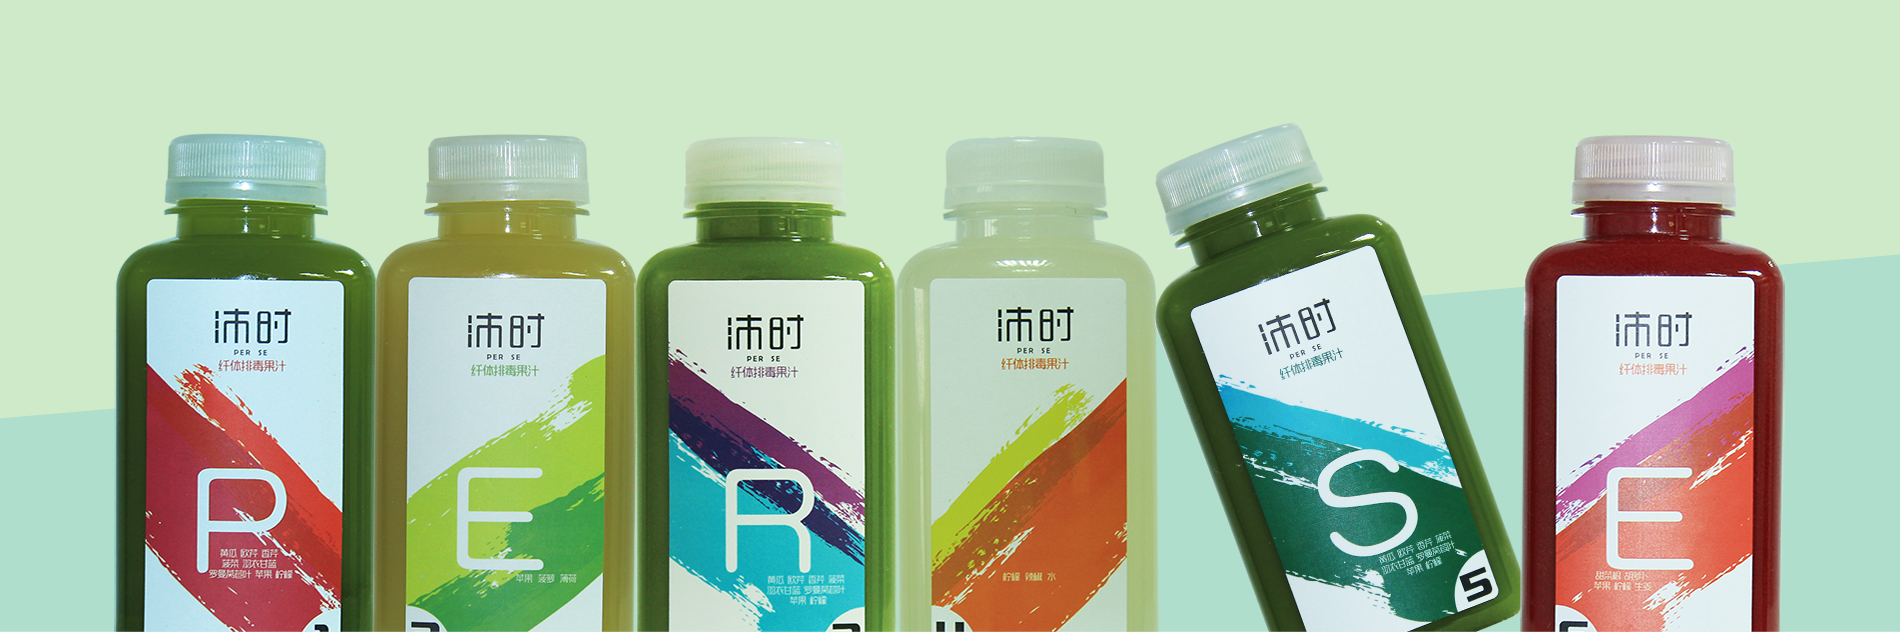 沛时
PER SE
纤体排毒果汁
P
黄瓜 欧芹 香芹
菠菜 羽衣甘蓝
罗曼莴苣叶 苹果 柠檬
1
沛时
PER SE
纤体排毒果汁
E
苹果 菠萝 薄荷
2
沛时
PER SE
纤体排毒果汁
R
黄瓜 欧芹 香芹 菠菜
羽衣甘蓝 罗曼莴苣叶
苹果 柠檬
3
沛时
PER SE
纤体排毒果汁
柠檬 辣椒 水
4
沛时
PER SE
纤体排毒果汁
S
黄瓜 欧芹 香芹 菠菜
羽衣甘蓝 罗曼莴苣叶
苹果 柠檬
5
沛时
PER SE
纤体排毒果汁
E
甜菜根 胡萝卜
苹果 柠檬 生姜
6